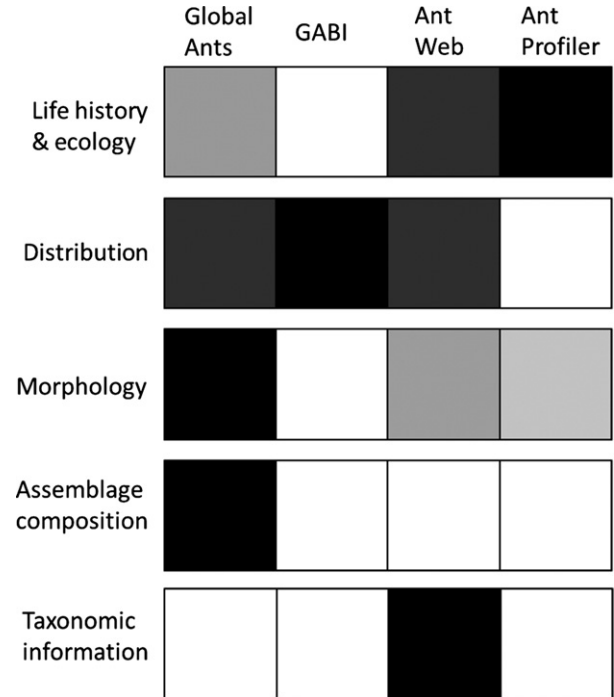 Global
Ants
GABI
Ant
Web
Ant
Profiler
Life history
& ecology
Distribution
Morphology
Assemblage
composition
Taxonomic
information